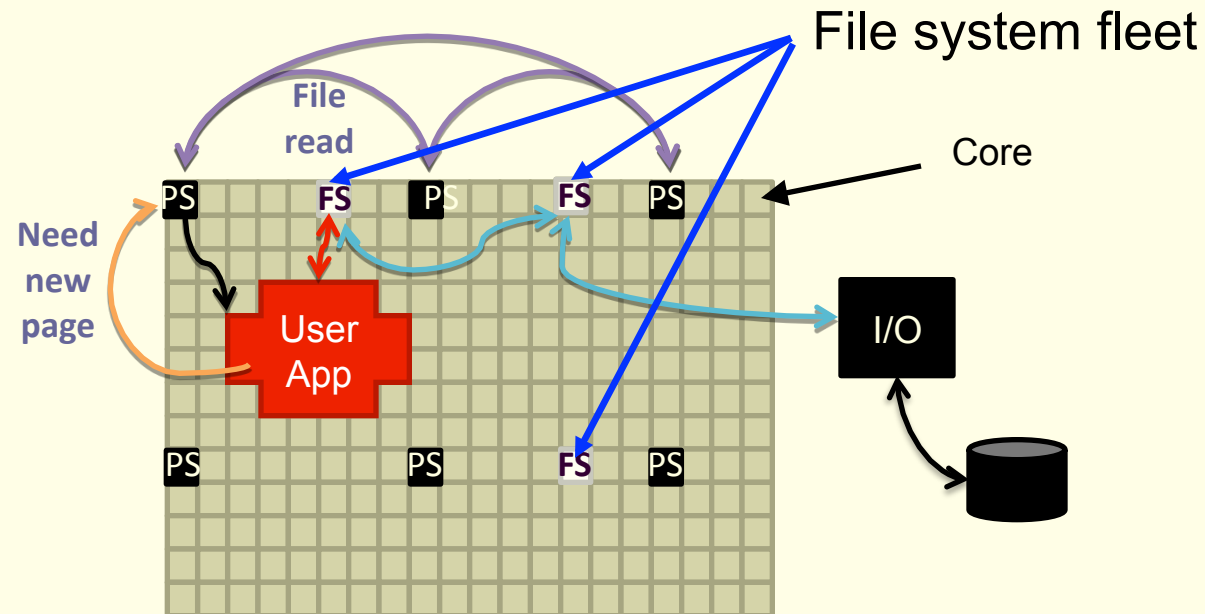 File system fleet
File
read
Core
PS
FS
PS
FS
PS
Need
new
page
User
App
I/O
PS
PS
FS
PS